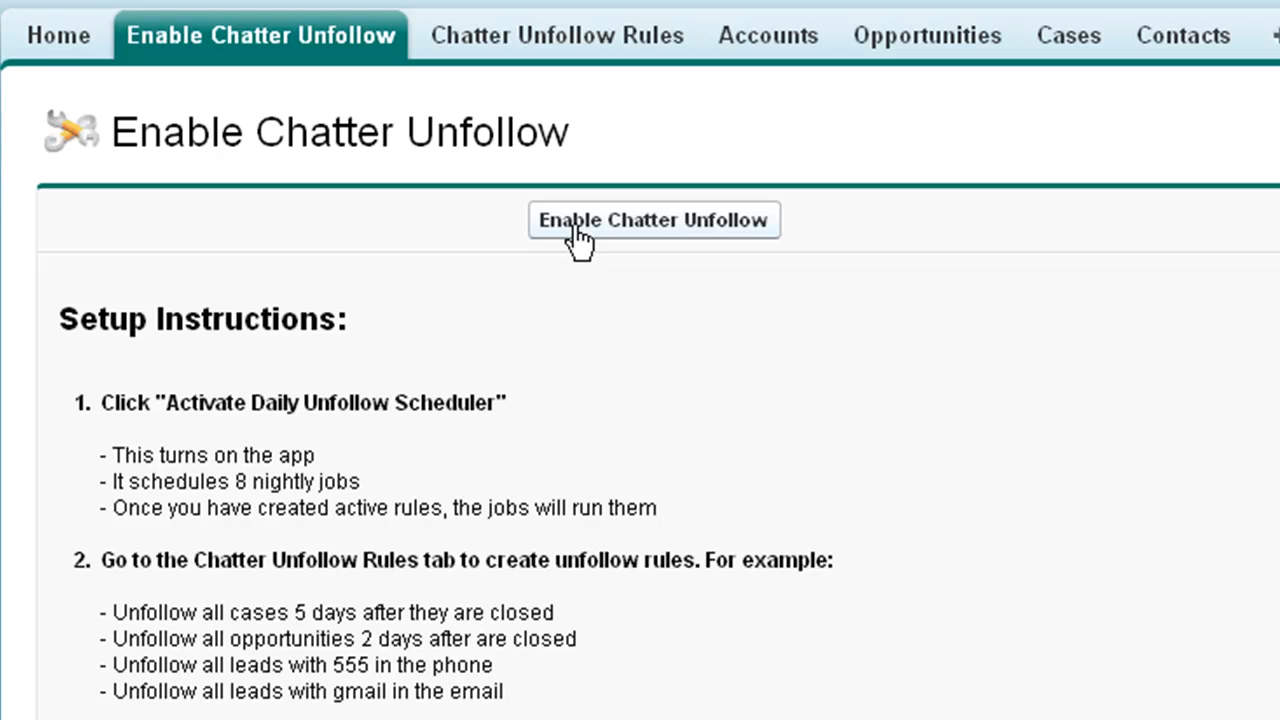 Home Enable Chatter Unfollow Chatter Unfollow Rules Accounts Opportunities Cases Contacts +
Enable Chatter Unfollow
Enable Chatter Unfollow
Setup Instructions:
1. Click "Activate Daily Unfollow Scheduler"
- This turns on the app
- It schedules 8 nightly jobs
- Once you have created active rules, the jobs will run them
2. Go to the Chatter Unfollow Rules tab to create unfollow rules. For example:
- Unfollow all cases 5 days after they are closed
- Unfollow all opportunities 2 days after are closed
- Unfollow all leads with 555 in the phone
- Unfollow all leads with gmail in the email